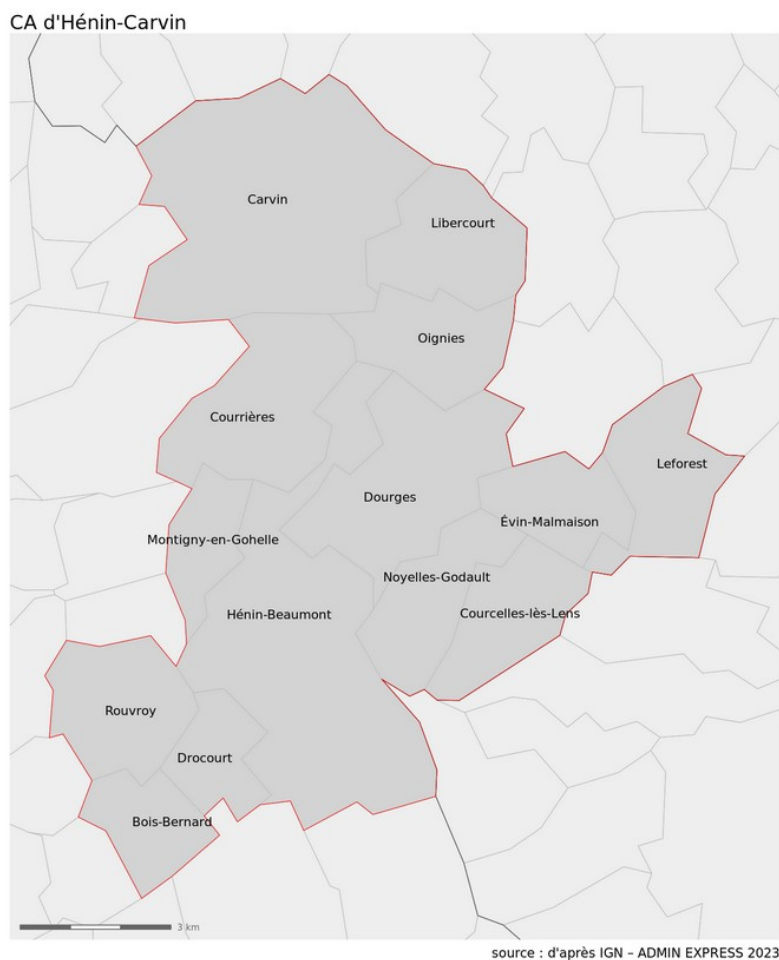 CA d'Hénin-Carvin
Carvin
Libercourt
Oignies
Courrières
Leforest
Dourges
Évin-Malmaison
Montigny-en-Gohelle
Noyelles-Godault
Hénin-Beaumont
Courcelles-lès-Lens
Rouvroy
Drocourt
Bois-Bernard
3 km
source : d'après IGN – ADMIN EXPRESS 2023